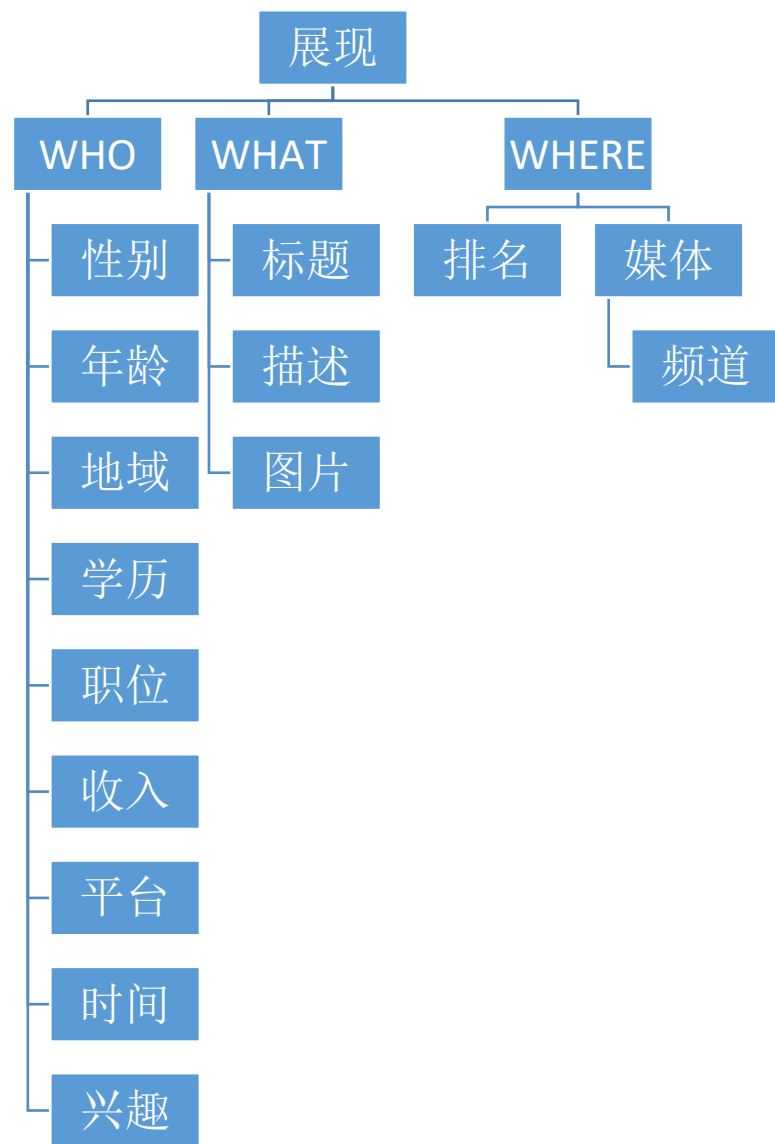 展现
WHO
WHAT
WHERE
性别
标题
排名
媒体
年龄
描述
频道
地域
图片
学历
职位
收入
平台
时间
兴趣